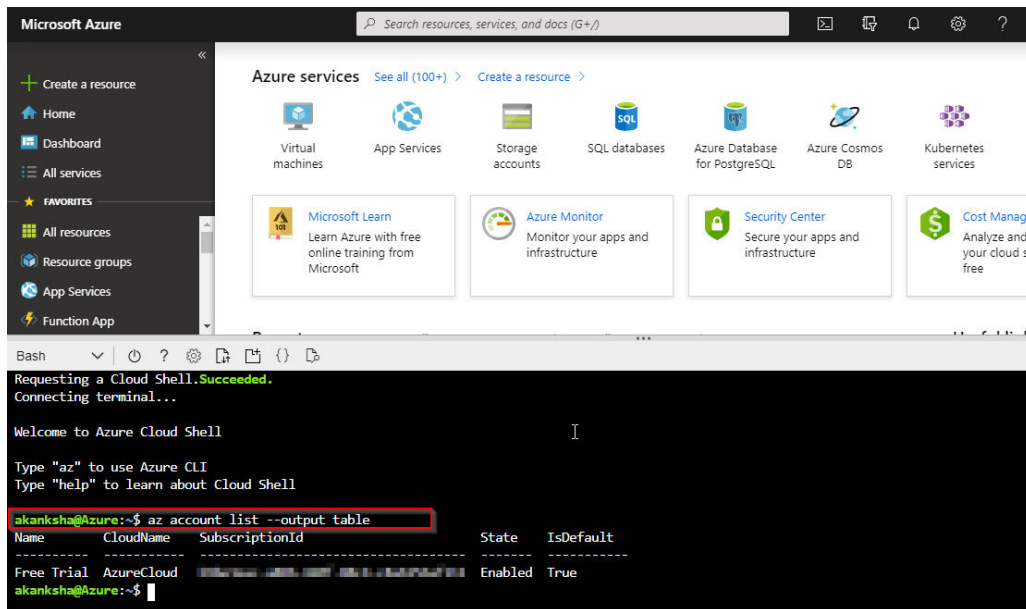 Microsoft Azure
Search resources, services, and docs (G+/)
«
Create a resource
Home
Dashboard
All services
FAVORITES
All resources
Resource groups
App Services
Function App
Azure services See all (100+) > Create a resource >
Virtual machines
App Services
Storage accounts
SQL databases
Azure Database for PostgreSQL
Azure Cosmos DB
Kubernetes services
Microsoft Learn
Learn Azure with free
online training from
Microsoft
Azure Monitor
Monitor your apps and
infrastructure
Security Center
Secure your apps and
infrastructure
Cost Manag
Analyze and
your cloud s
free
Bash
Requesting a Cloud Shell.Succeeded.
Connecting terminal...
Welcome to Azure Cloud Shell
Type "az" to use Azure CLI
Type "help" to learn about Cloud Shell
akanksha@Azure:~$ az account list --output table
Name CloudName SubscriptionId State IsDefault
---------- ----------- ------------------------------------ ------- -----------
Free Trial AzureCloud Enabled True
akanksha@Azure:~$